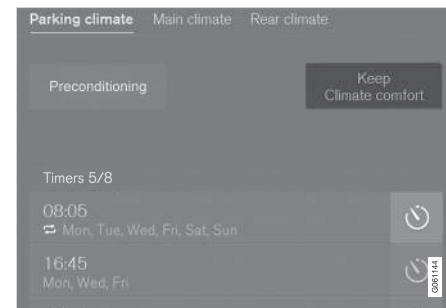 Parking climate Main climate Rear climate
Preconditioning
Keep
Climate comfort
Timers 5/8
08:05
Mon, Tue, Wed, Fri, Sat, Sun
16:45
Mon, Wed, Fri
G061144